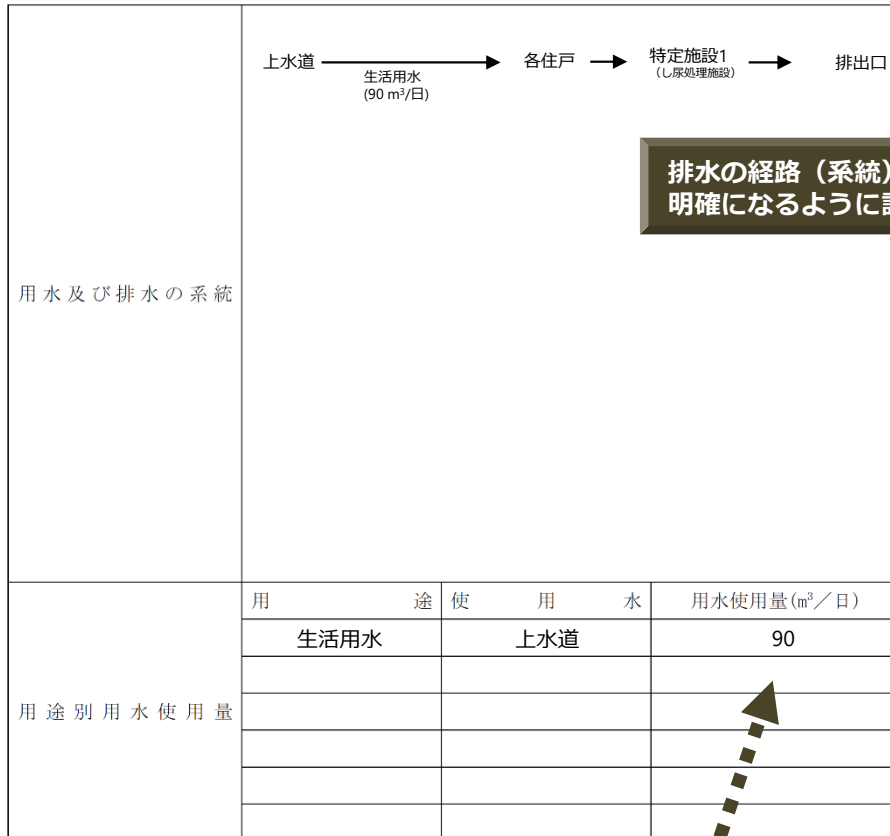 上水道
生活用水
(90 m³/日)
各住戸
特定施設1
(し尿処理施設)
排出口
排水の経路（系統）
明確になるように
用水及び排水の系統
用途 使用水 用水使用量(m³／日)
生活用水 上水道 90
用途別用水使用量